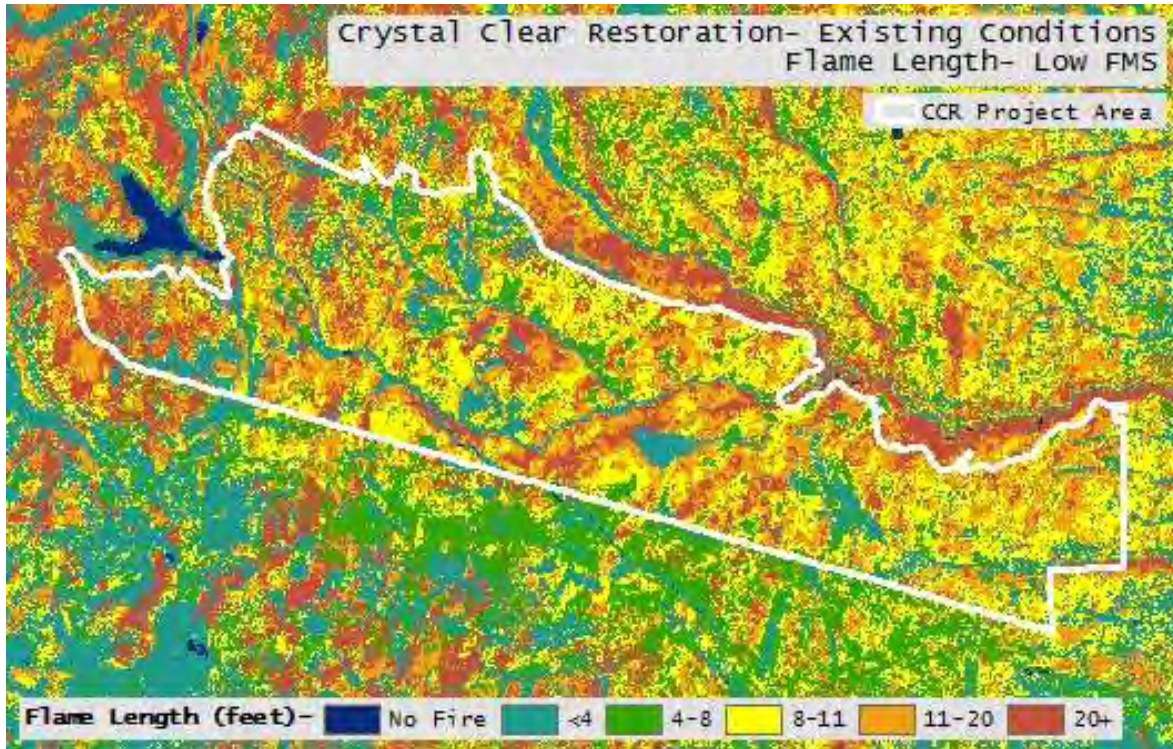 Crystal Clear Restoration- Existing Conditions
Flame Length- Low FMS
CCR Project Area
Flame Length (feet)- No Fire <4 4-8 8-11 11-20 20+